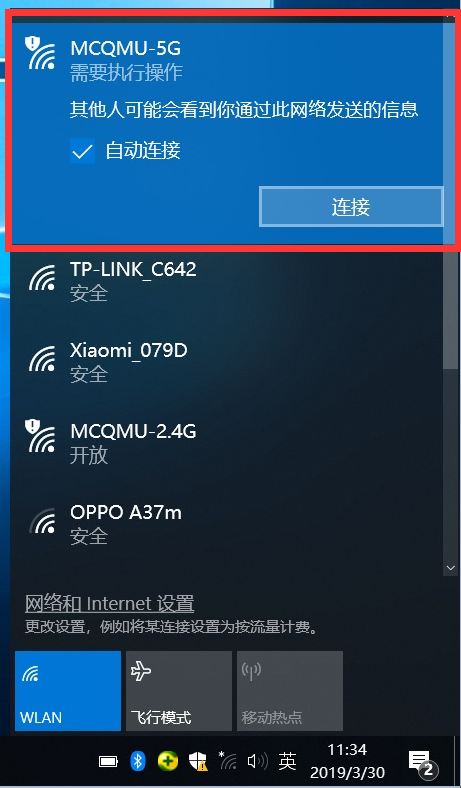 MCQMU-5G
需要执行操作
其他人可能会看到你通过此网络发送的信息
自动连接
连接
TP-LINK_C642
安全
Xiaomi_079D
安全
MCQMU-2.4G
开放
OPPO A37m
安全
网络和 Internet 设置
更改设置，例如将某连接设置为按流量计费。
WLAN
飞行模式
移动热点
英
11:34
2019/3/30
2